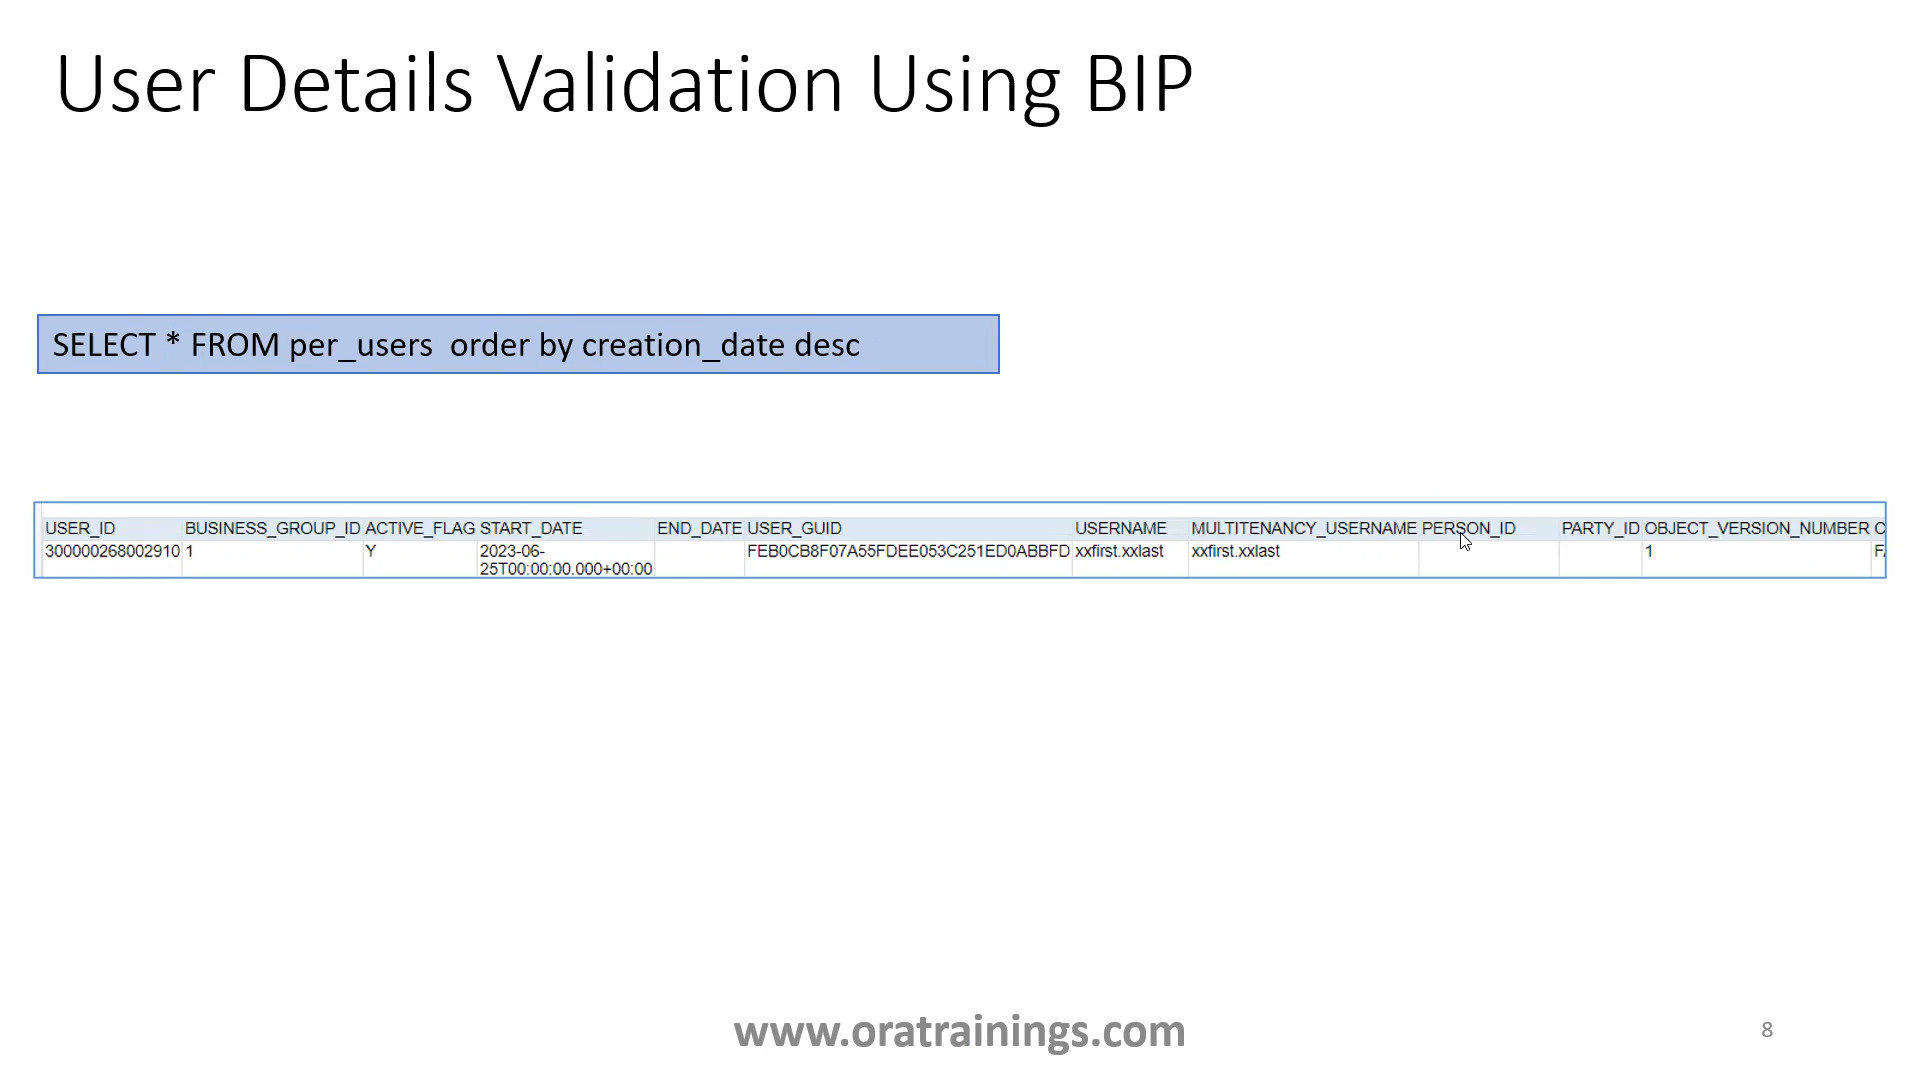 User Details Validation Using BIP
SELECT * FROM per_users order by creation_date desc
USER_ID BUSINESS_GROUP_ID ACTIVE_FLAG START_DATE END_DATE USER_GUID USERNAME MULTITENANCY_USERNAME PERSON_ID PARTY_ID OBJECT_VERSION_NUMBER
300000268002910 1 Y 2023-06- FEB0CB8F07A55FDEE053C251ED0ABBFD xxfirst.xxlast xxfirst.xxlast 1
25T00:00:00.000+00:00
www.oratrainings.com
8